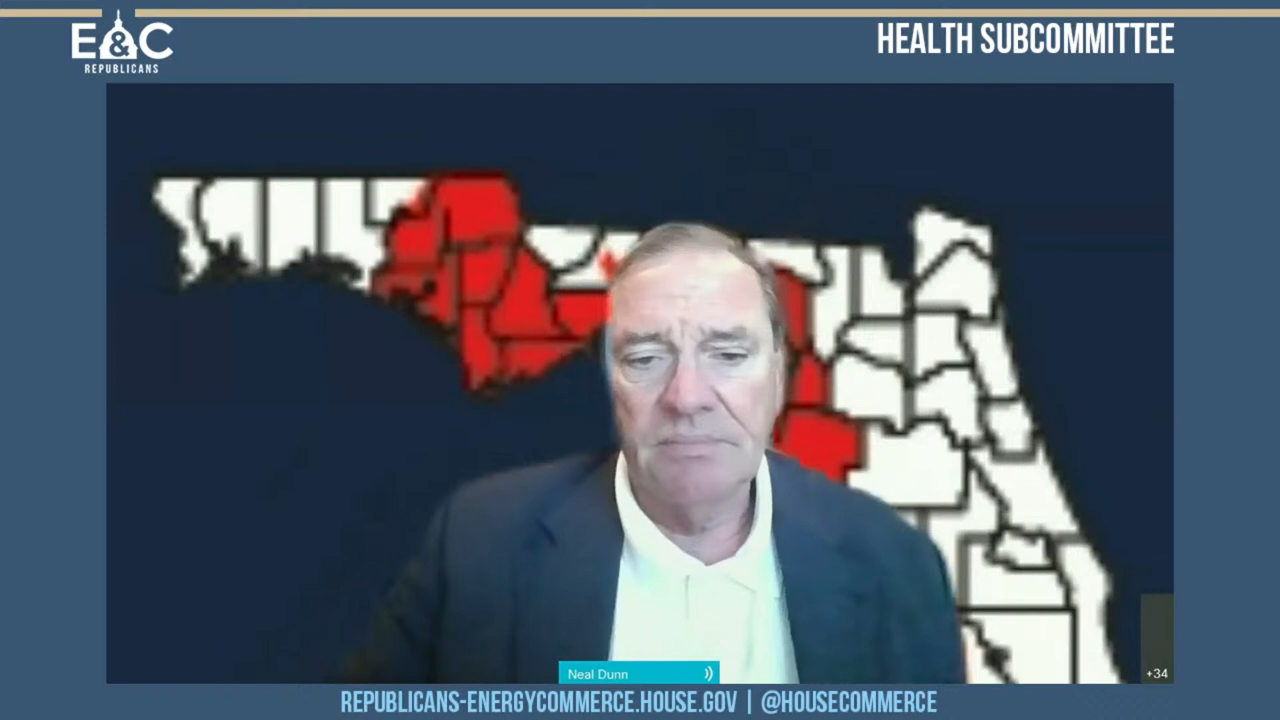 E&C
REPUBLICANS
HEALTH SUBCOMMITTEE
Neal Dunn
+34
REPUBLICANS-ENERGYCOMMERCE.HOUSE.GOV | @HOUSECOMMERCE